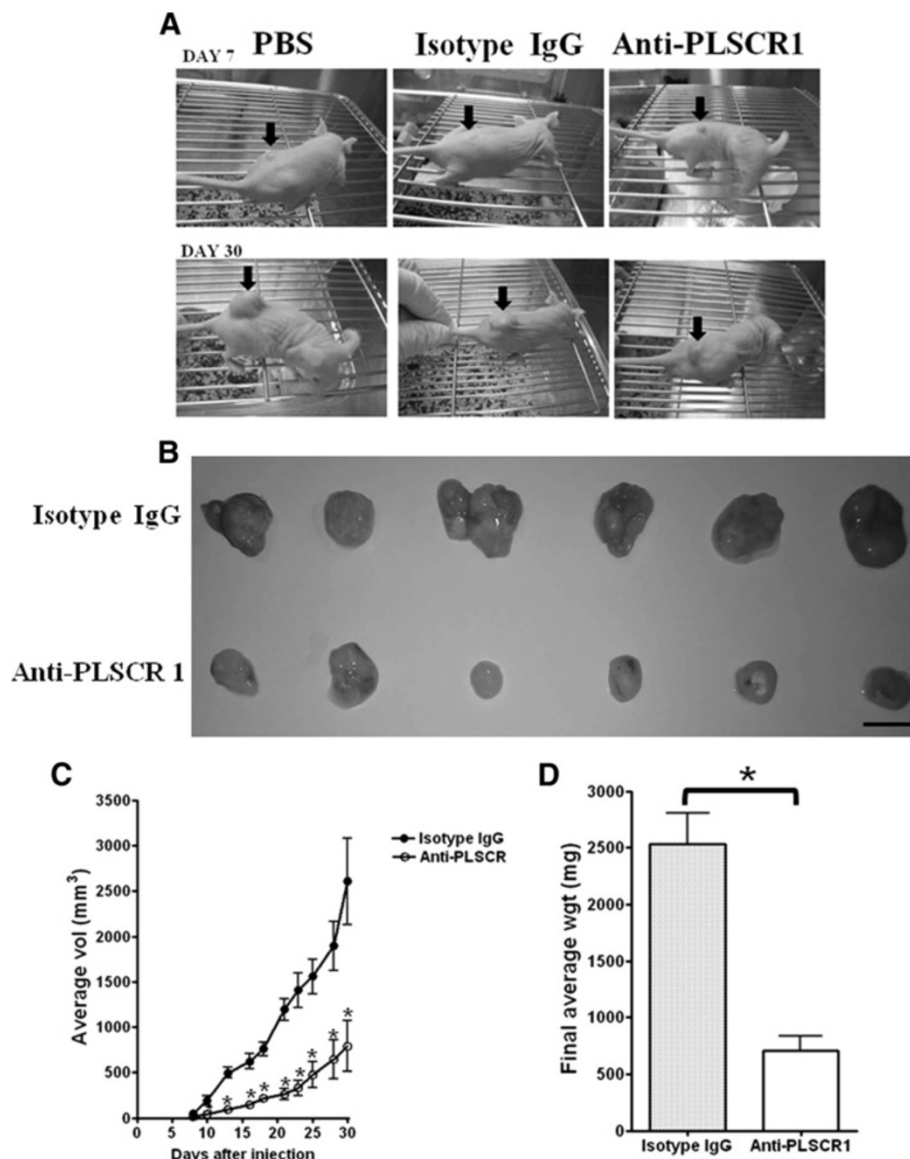 A
PBS Isotype IgG Anti-PLSCR1
DAY 7
DAY 30
B
Isotype IgG
Anti-PLSCR 1
C
3500
3000
2500
2000
1500
1000
500
0
Average vol (mm³)
Isotype IgG
Anti-PLSCR
* * * * * * * *
0 5 10 15 20 25 30
Days after injection
D
*
3000
2500
2000
1500
1000
500
0
Final average wgt (mg)
Isotype IgG Anti-PLSCR1